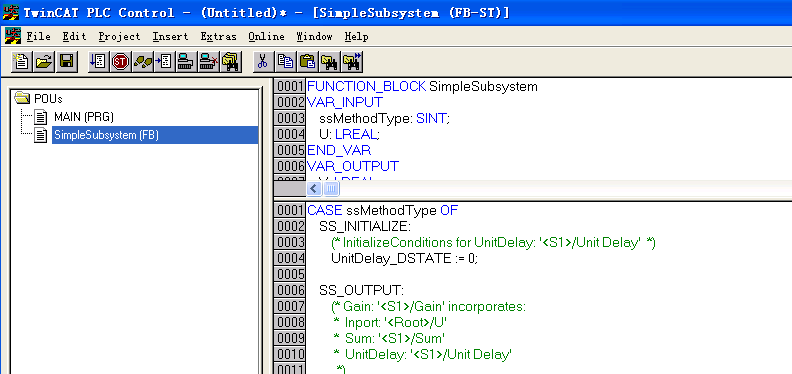 TwinCAT PLC Control - (Untitled)* - [SimpleSubsystem (FB-ST)]
File Edit Project Insert Extras Online Window Help
POUs
MAIN (PRG)
SimpleSubsystem (FB)
0001 FUNCTION_BLOCK SimpleSubsystem
0002 VAR_INPUT
0003 ssMethodType: SINT;
0004 U: LREAL;
0005 END_VAR
0006 VAR_OUTPUT
0001 CASE ssMethodType OF
0002 SS_INITIALIZE:
0003 (* InitializeConditions for UnitDelay: '<S1>/Unit Delay' *)
0004 UnitDelay_DSTATE := 0;
0005
0006 SS_OUTPUT:
0007 (* Gain: '<S1>/Gain' incorporates:
0008 * Inport: '<Root>/U'
0009 * Sum: '<S1>/Sum'
0010 * UnitDelay: '<S1>/Unit Delay'
0011 *)